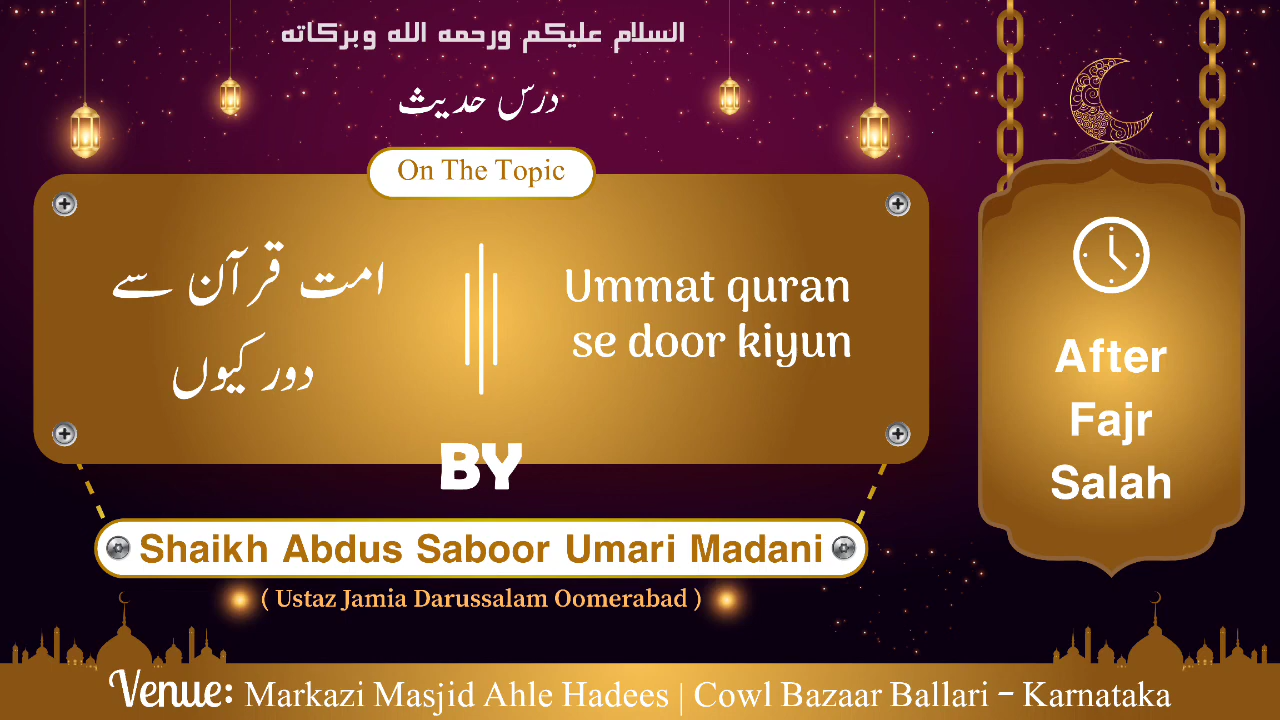 السلام عليكم ورحمه الله وبركاته
درس حدیث
On The Topic
امت قرآن سے
دور کیوں
Ummat quran
se door kiyun
BY
Shaikh Abdus Saboor Umari Madani
( Ustaz Jamia Darussalam Oomerabad )
After
Fajr
Salah
Venue: Markazi Masjid Ahle Hadees | Cowl Bazaar Ballari - Karnataka